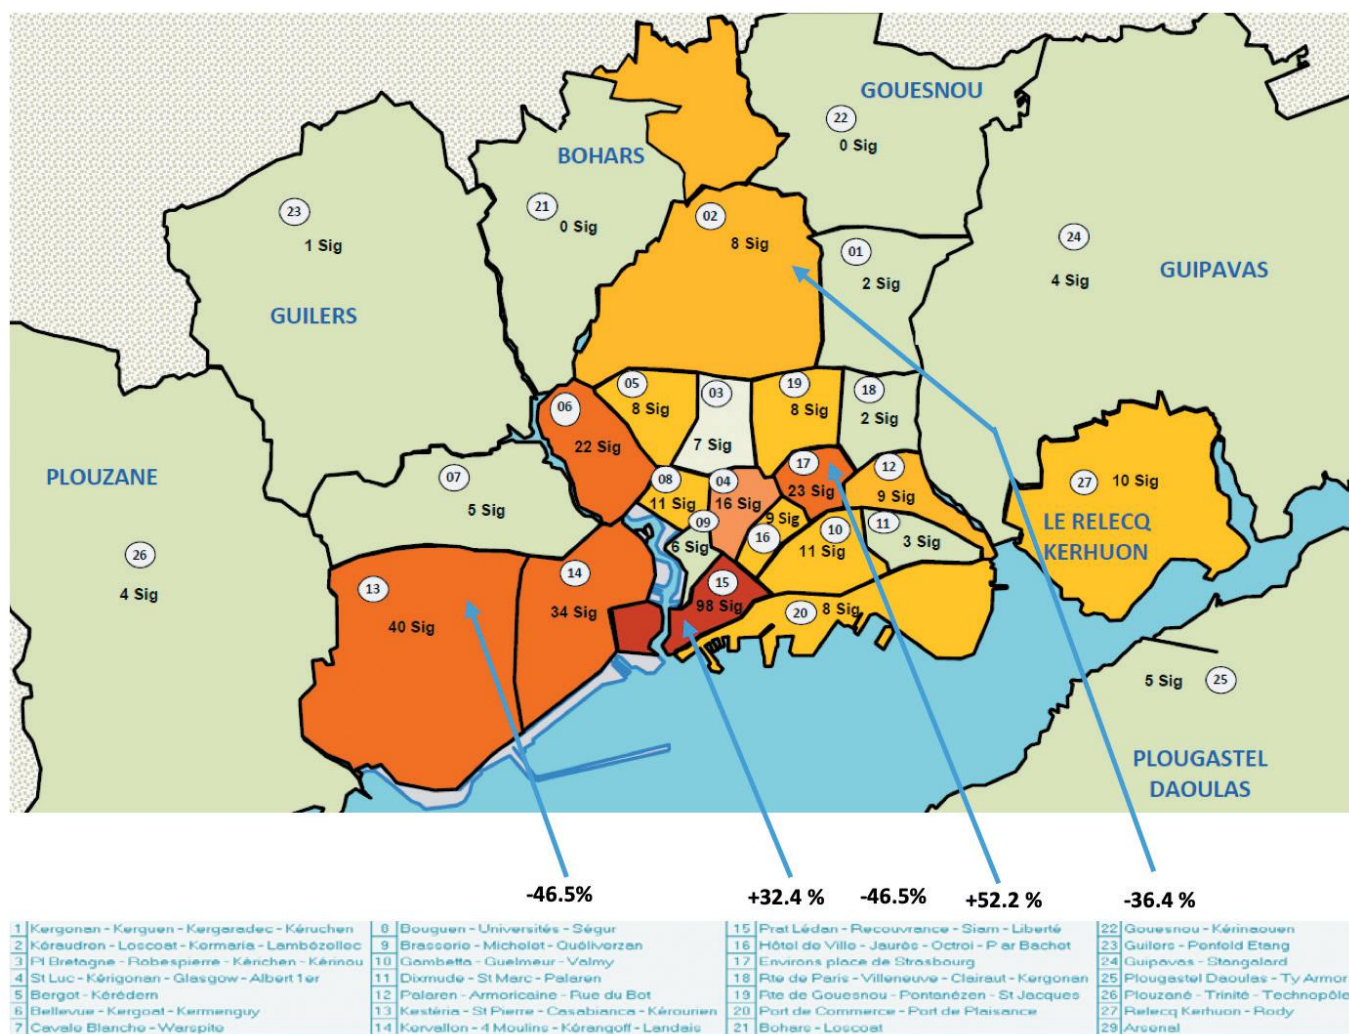 GOUESNOU
22
0 Sig
BOHARS
21
0 Sig
23
1 Sig
GUILERS
02
8 Sig
01
2 Sig
24
4 Sig
GUIPAVAS
05
8 Sig
03
7 Sig
19
8 Sig
18
2 Sig
06
22 Sig
PLOUZANE
07
5 Sig
08
11 Sig
04
16 Sig
17
23 Sig
12
9 Sig
27
10 Sig
LE RELECQ
KERHUON
09
6 Sig
9 Sig
16
10
11 Sig
11
3 Sig
26
4 Sig
13
40 Sig
14
34 Sig
15
98 Sig
20
8 Sig
5 Sig
25
PLOUGASTEL
DAOULAS
-46.5%
+32.4 %
-46.5%
+52.2 %
-36.4 %
1 Kergonan - Kerguen - Kergaradec - Kéruchen
2 Kéraudren - Loscoat - Kermaria - Lambézellec
3 Pl Bretagne - Robespierre - Kérichen - Kérinou
4 St Luc - Kérigonan - Glasgow - Albert 1er
5 Bergot - Kérédern
6 Bellevue - Kergoat - Kermenguy
7 Cavale Blanche - Warspite
8 Bouguen - Universités - Ségur
9 Brasserie - Michelet - Quéliverzan
10 Gambetta - Guelmeur - Valmy
11 Dixmude - St Marc - Palaren
12 Palaren - Armoricaine - Rue du Bot
13 Kestéria - St Pierre - Casabianca - Kérourien
14 Kervallon - 4 Moulins - Kérangoff - Landais
15 Prat Lédan - Recouvrance - Siam - Liberté
16 Hôtel de Ville - Jaurès - Octroi - P ar Bachot
17 Environs place de Strasbourg
18 Rte de Paris - Villeneuve - Clairaut - Kergonan
19 Rte de Gouesnou - Pontanézen - St Jacques
20 Port de Commerce - Port de Plaisance
21 Bohars - Loscoat
22 Gouesnou - Kérinaouen
23 Guilers - Penfeld Etang
24 Guipavas - Stangalard
25 Plougastel Daoulas - Ty Armor
26 Plouzané - Trinité - Technopôle
27 Relecq Kerhuon - Rody
29 Arsenal